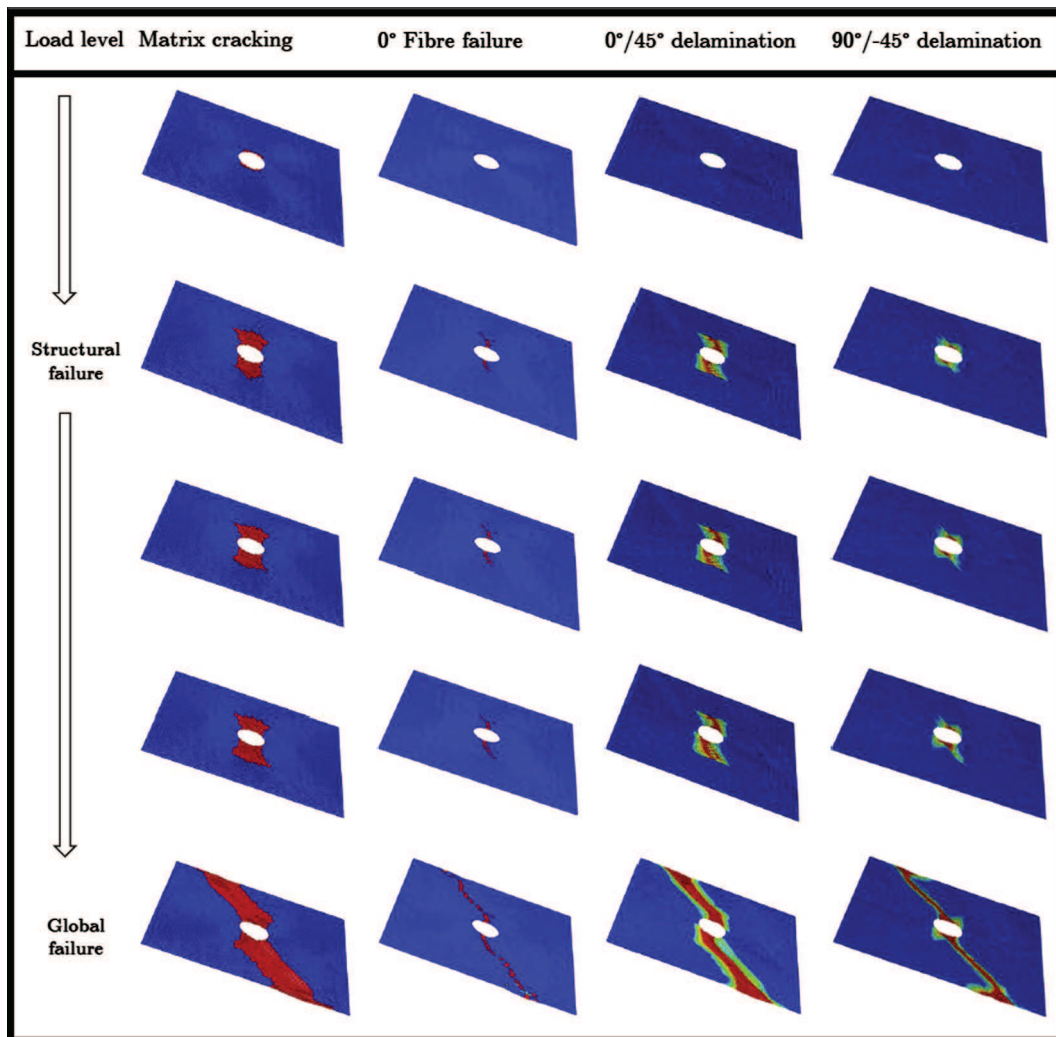 Load level Matrix cracking 0° Fibre failure 0°/45° delamination 90°/-45° delamination
Structural
failure
Global
failure